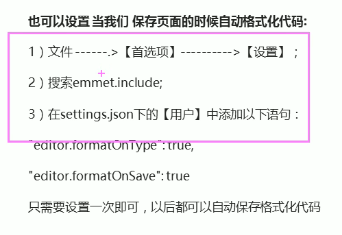 也可以设置 当我们 保存页面的时候自动格式化代码:
1）文件 ------.>【首选项】---------->【设置】；
2）搜索emmet.include;
3）在settings.json下的【用户】中添加以下语句：
"editor.formatOnType": true,
"editor.formatOnSave": true
只需要设置一次即可，以后都可以自动保存格式化代码